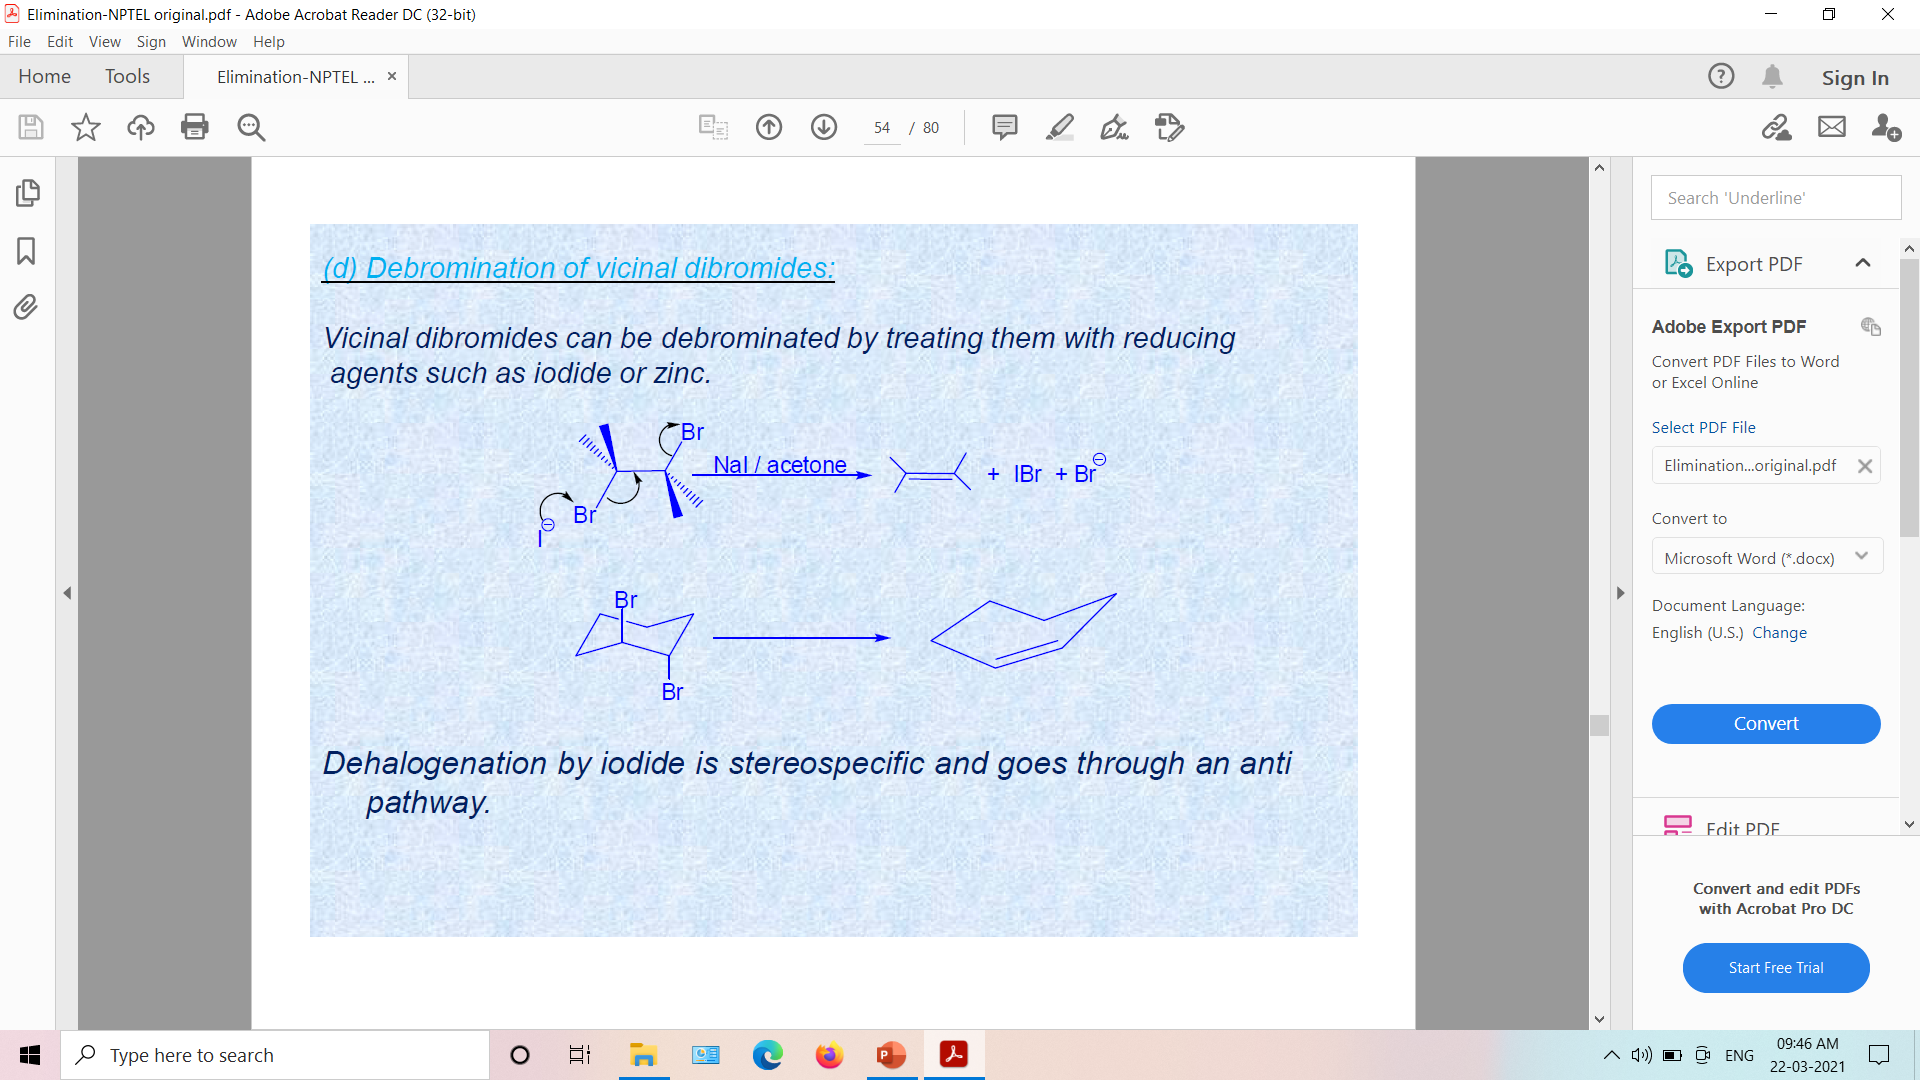 Elimination-NPTEL original.pdf - Adobe Acrobat Reader DC (32-bit)
File Edit View Sign Window Help
Home Tools Elimination-NPTEL ... × Sign In
54 / 80
Search 'Underline'
(d) Debromination of vicinal dibromides:
Vicinal dibromides can be debrominated by treating them with reducing
agents such as iodide or zinc.
Br
NaI / acetone
+ IBr + Br⊖
Br
I⊖
Br
Br
Dehalogenation by iodide is stereospecific and goes through an anti
pathway.
Export PDF
Adobe Export PDF
Convert PDF Files to Word
or Excel Online
Select PDF File
Elimination...original.pdf
Convert to
Microsoft Word (*.docx)
Document Language:
English (U.S.) Change
Convert
Edit PDF
Convert and edit PDFs
with Acrobat Pro DC
Start Free Trial
Type here to search
ENG
09:46 AM
22-03-2021